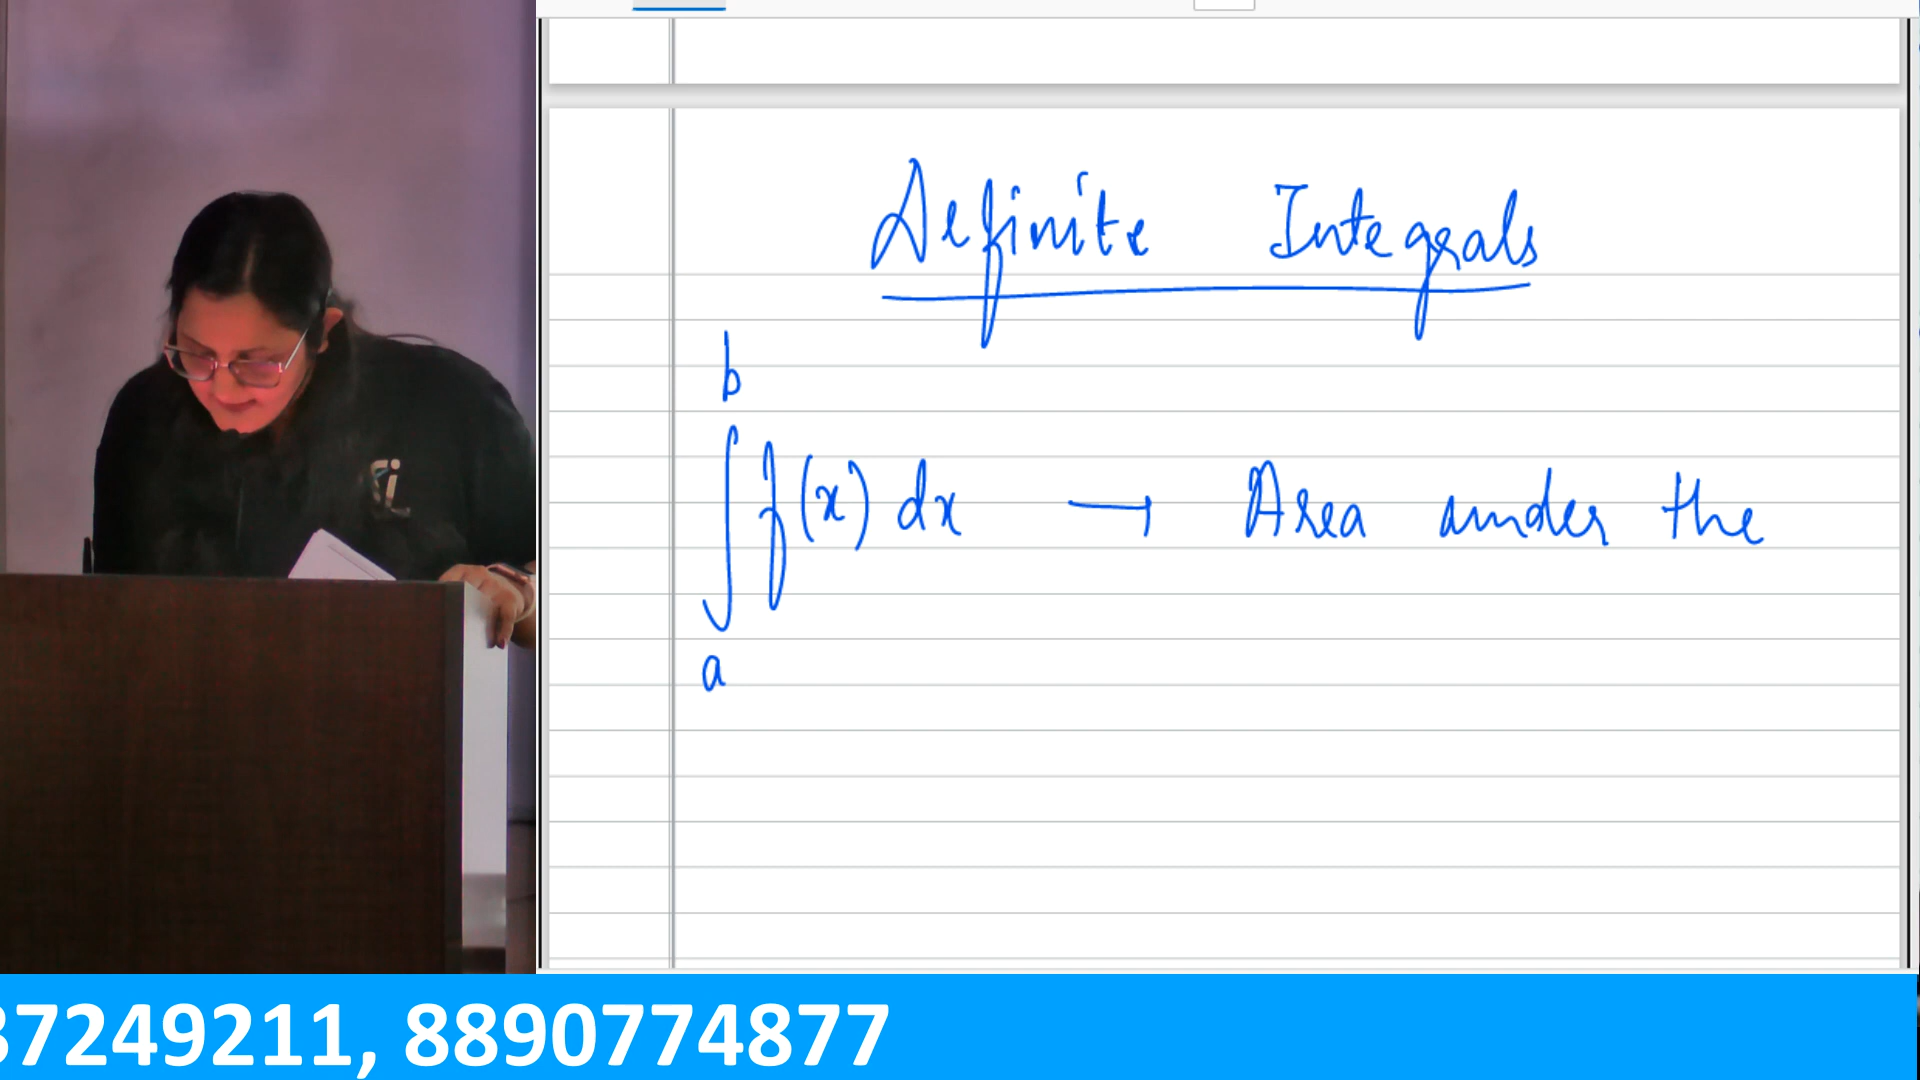 Definite Integrals
b
∫ f(x) dx → Area under the
a
37249211, 8890774877